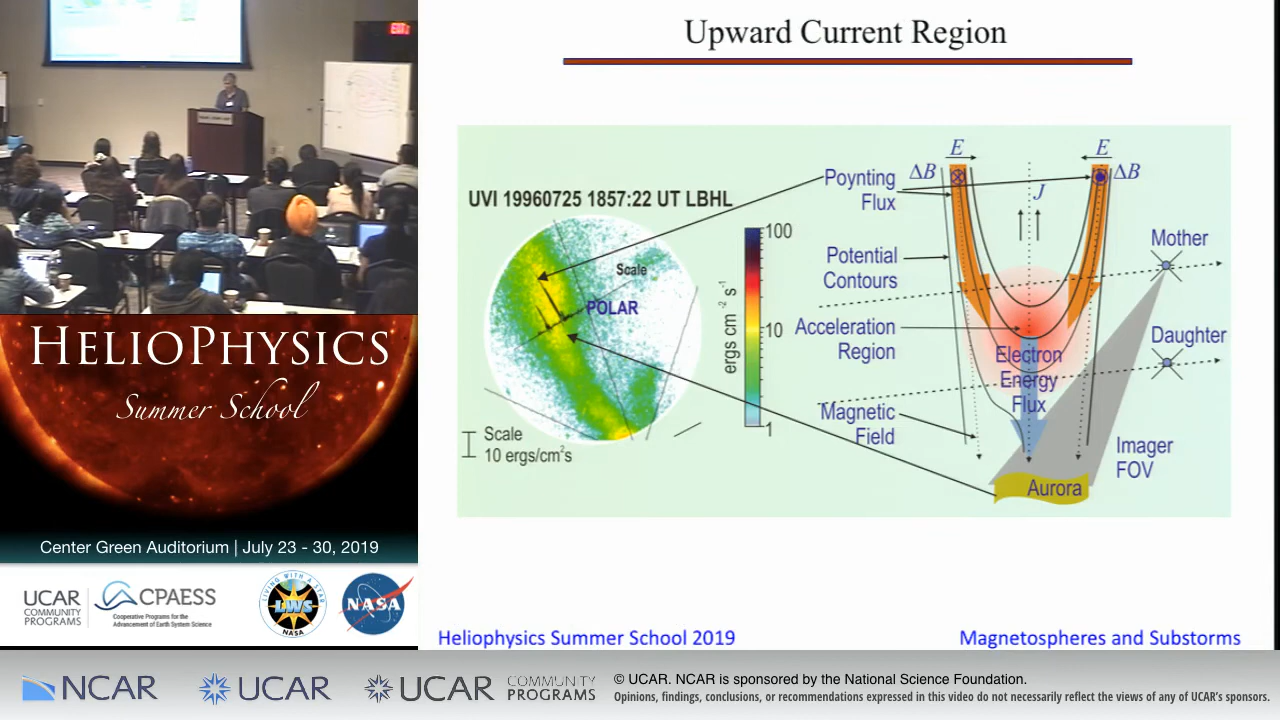 EXIT
HELIOPHYSICS
Summer School
Center Green Auditorium | July 23 - 30, 2019
UCAR
COMMUNITY
PROGRAMS
CPAESS
Cooperative Programs for the
Advancement of Earth System Science
LIVING WITH A STAR
LWS
NASA
NASA
Upward Current Region
UVI 19960725 1857:22 UT LBHL
Scale
POLAR
Scale
10 ergs/cm²s
100
10
1
ergs cm⁻² s⁻¹
E
E
ΔB
ΔB
J
Poynting
Flux
Potential
Contours
Acceleration
Region
Magnetic
Field
Electron
Energy
Flux
Mother
Daughter
Imager
FOV
Aurora
Heliophysics Summer School 2019
Magnetospheres and Substorms
NCAR
UCAR
UCAR
COMMUNITY
PROGRAMS
© UCAR. NCAR is sponsored by the National Science Foundation.
Opinions, findings, conclusions, or recommendations expressed in this video do not necessarily reflect the views of any of UCAR's sponsors.